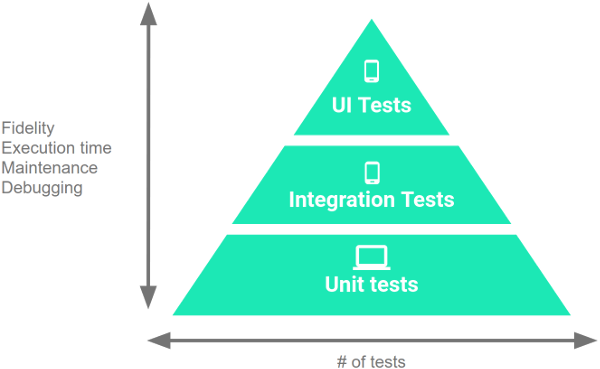 UI Tests
Fidelity
Execution time
Maintenance
Debugging
Integration Tests
Unit tests
# of tests